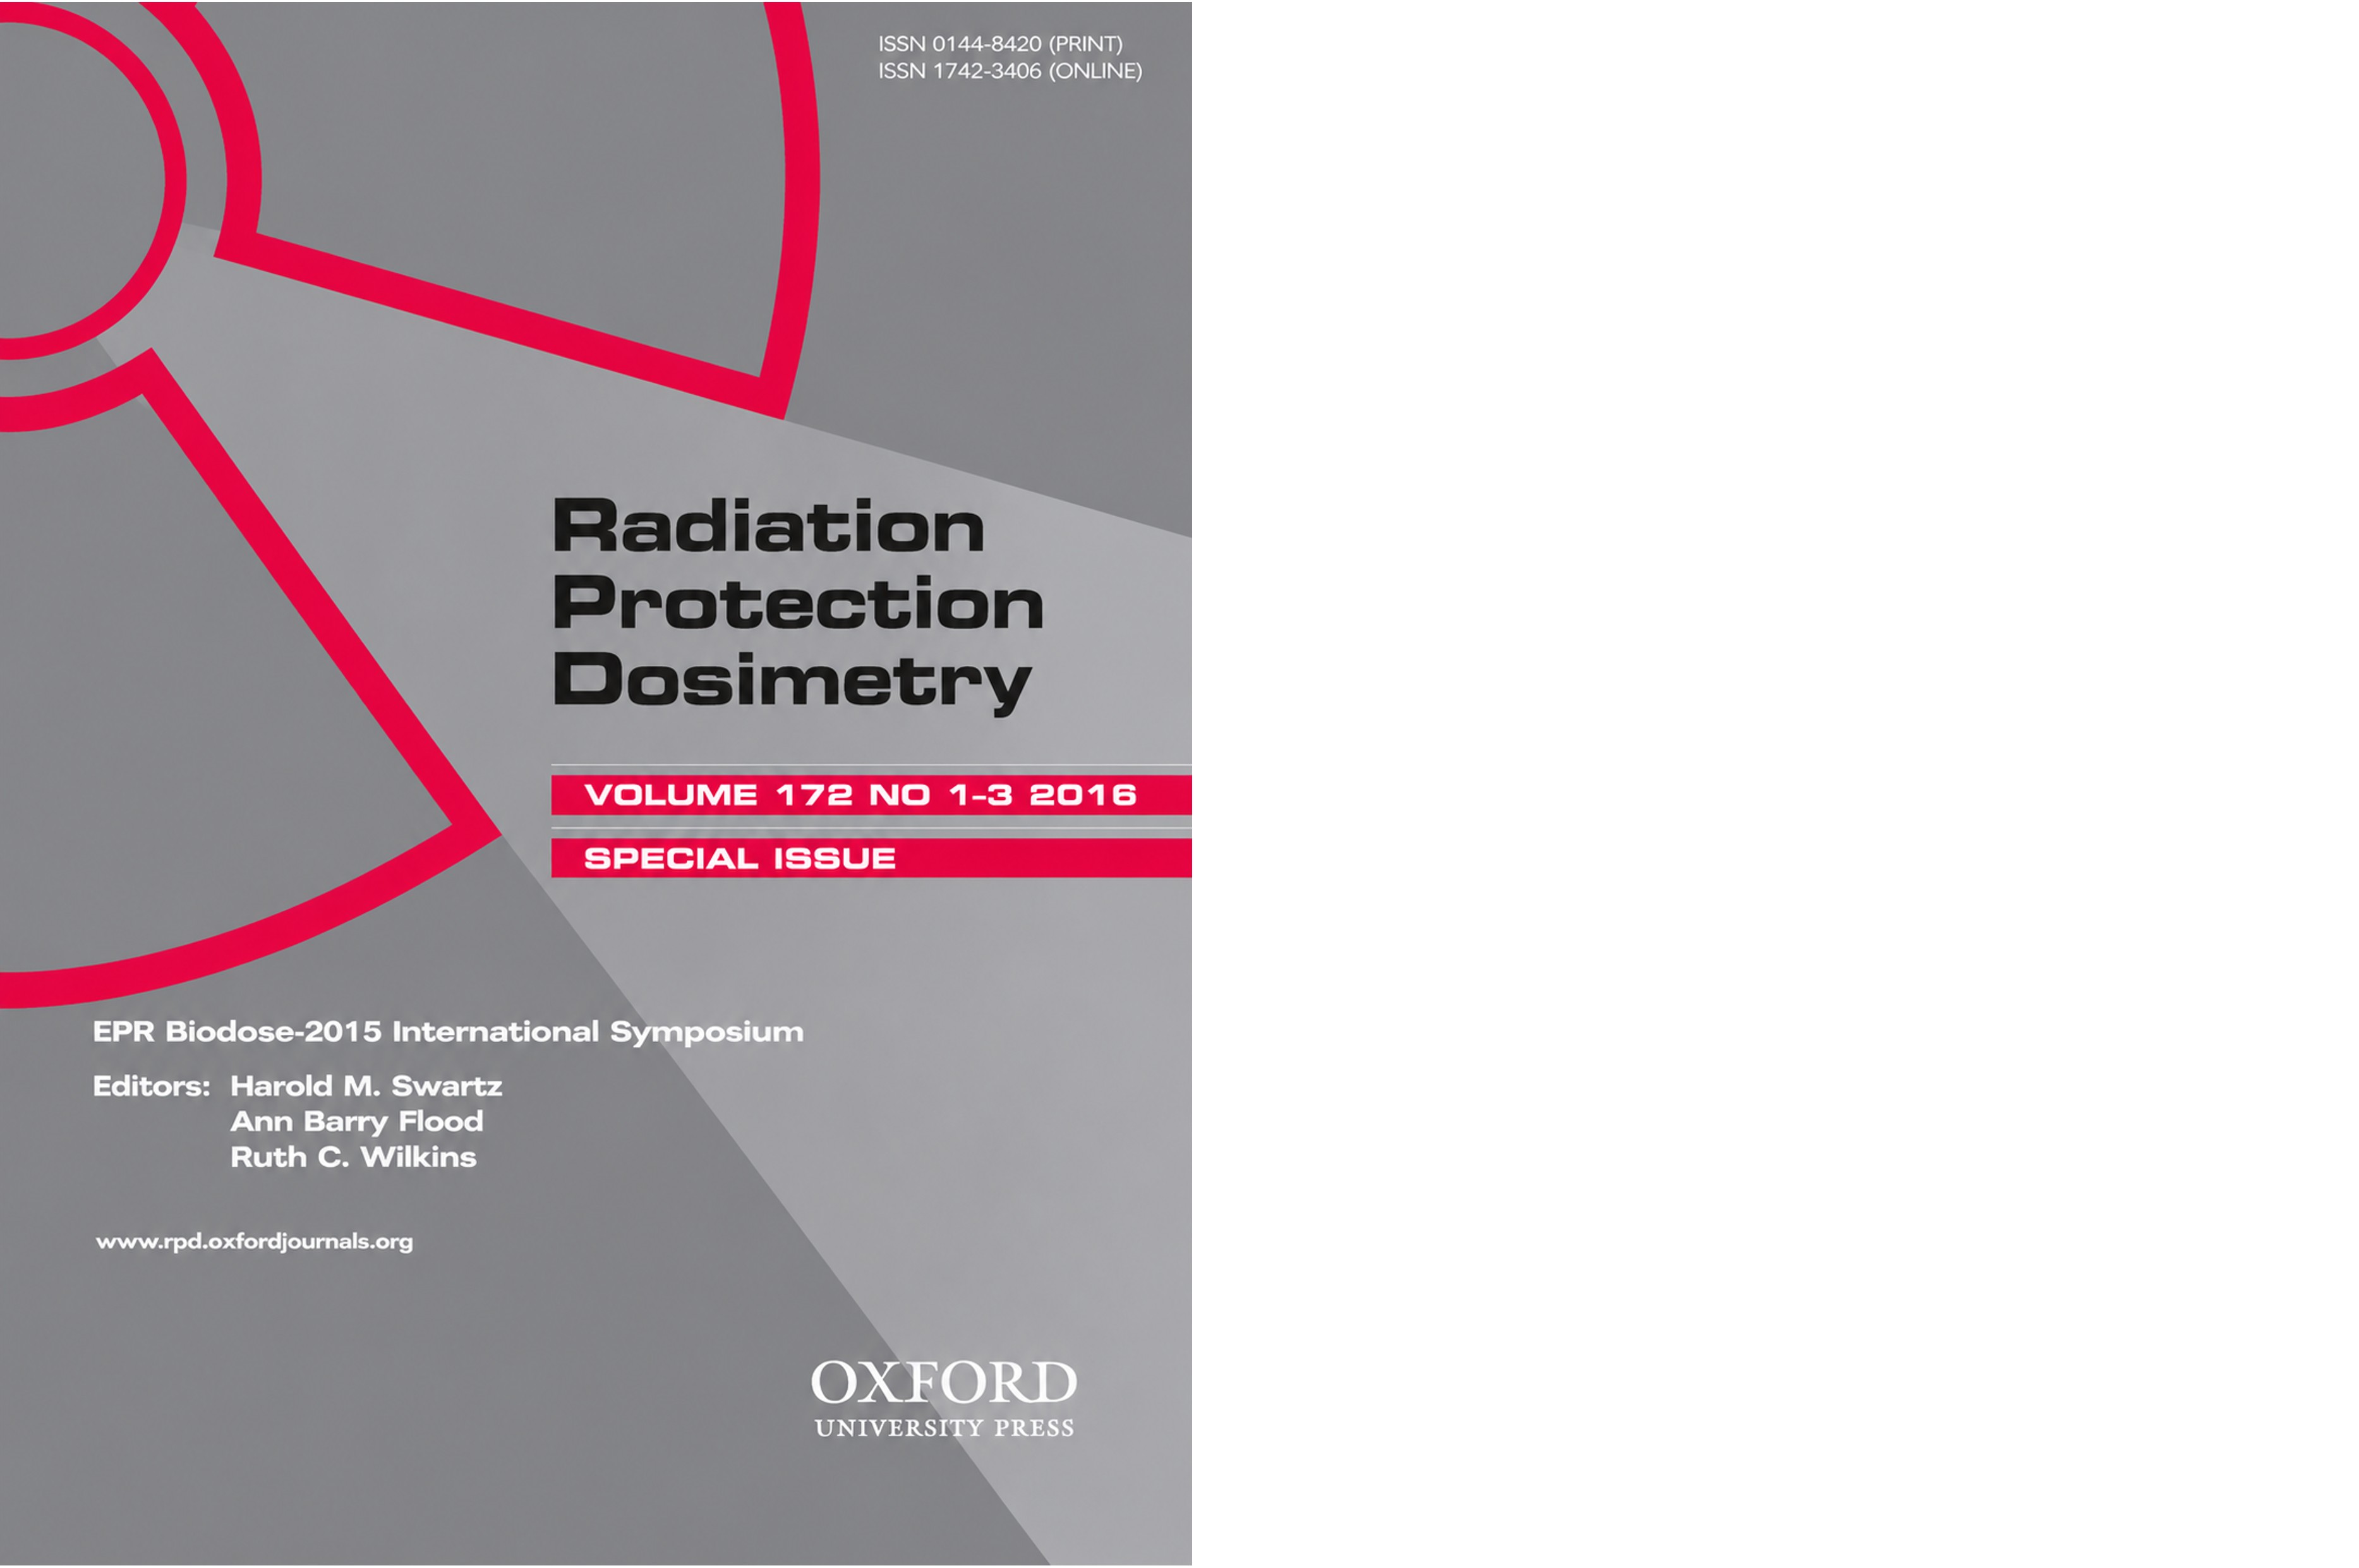 ISSN 0144-8420 (PRINT)
ISSN 1742-3406 (ONLINE)
Radiation
Protection
Dosimetry
VOLUME 172 NO 1-3 2016
SPECIAL ISSUE
EPR Biodose-2015 International Symposium
Editors: Harold M. Swartz
Ann Barry Flood
Ruth C. Wilkins
www.rpd.oxfordjournals.org
OXFORD
UNIVERSITY PRESS